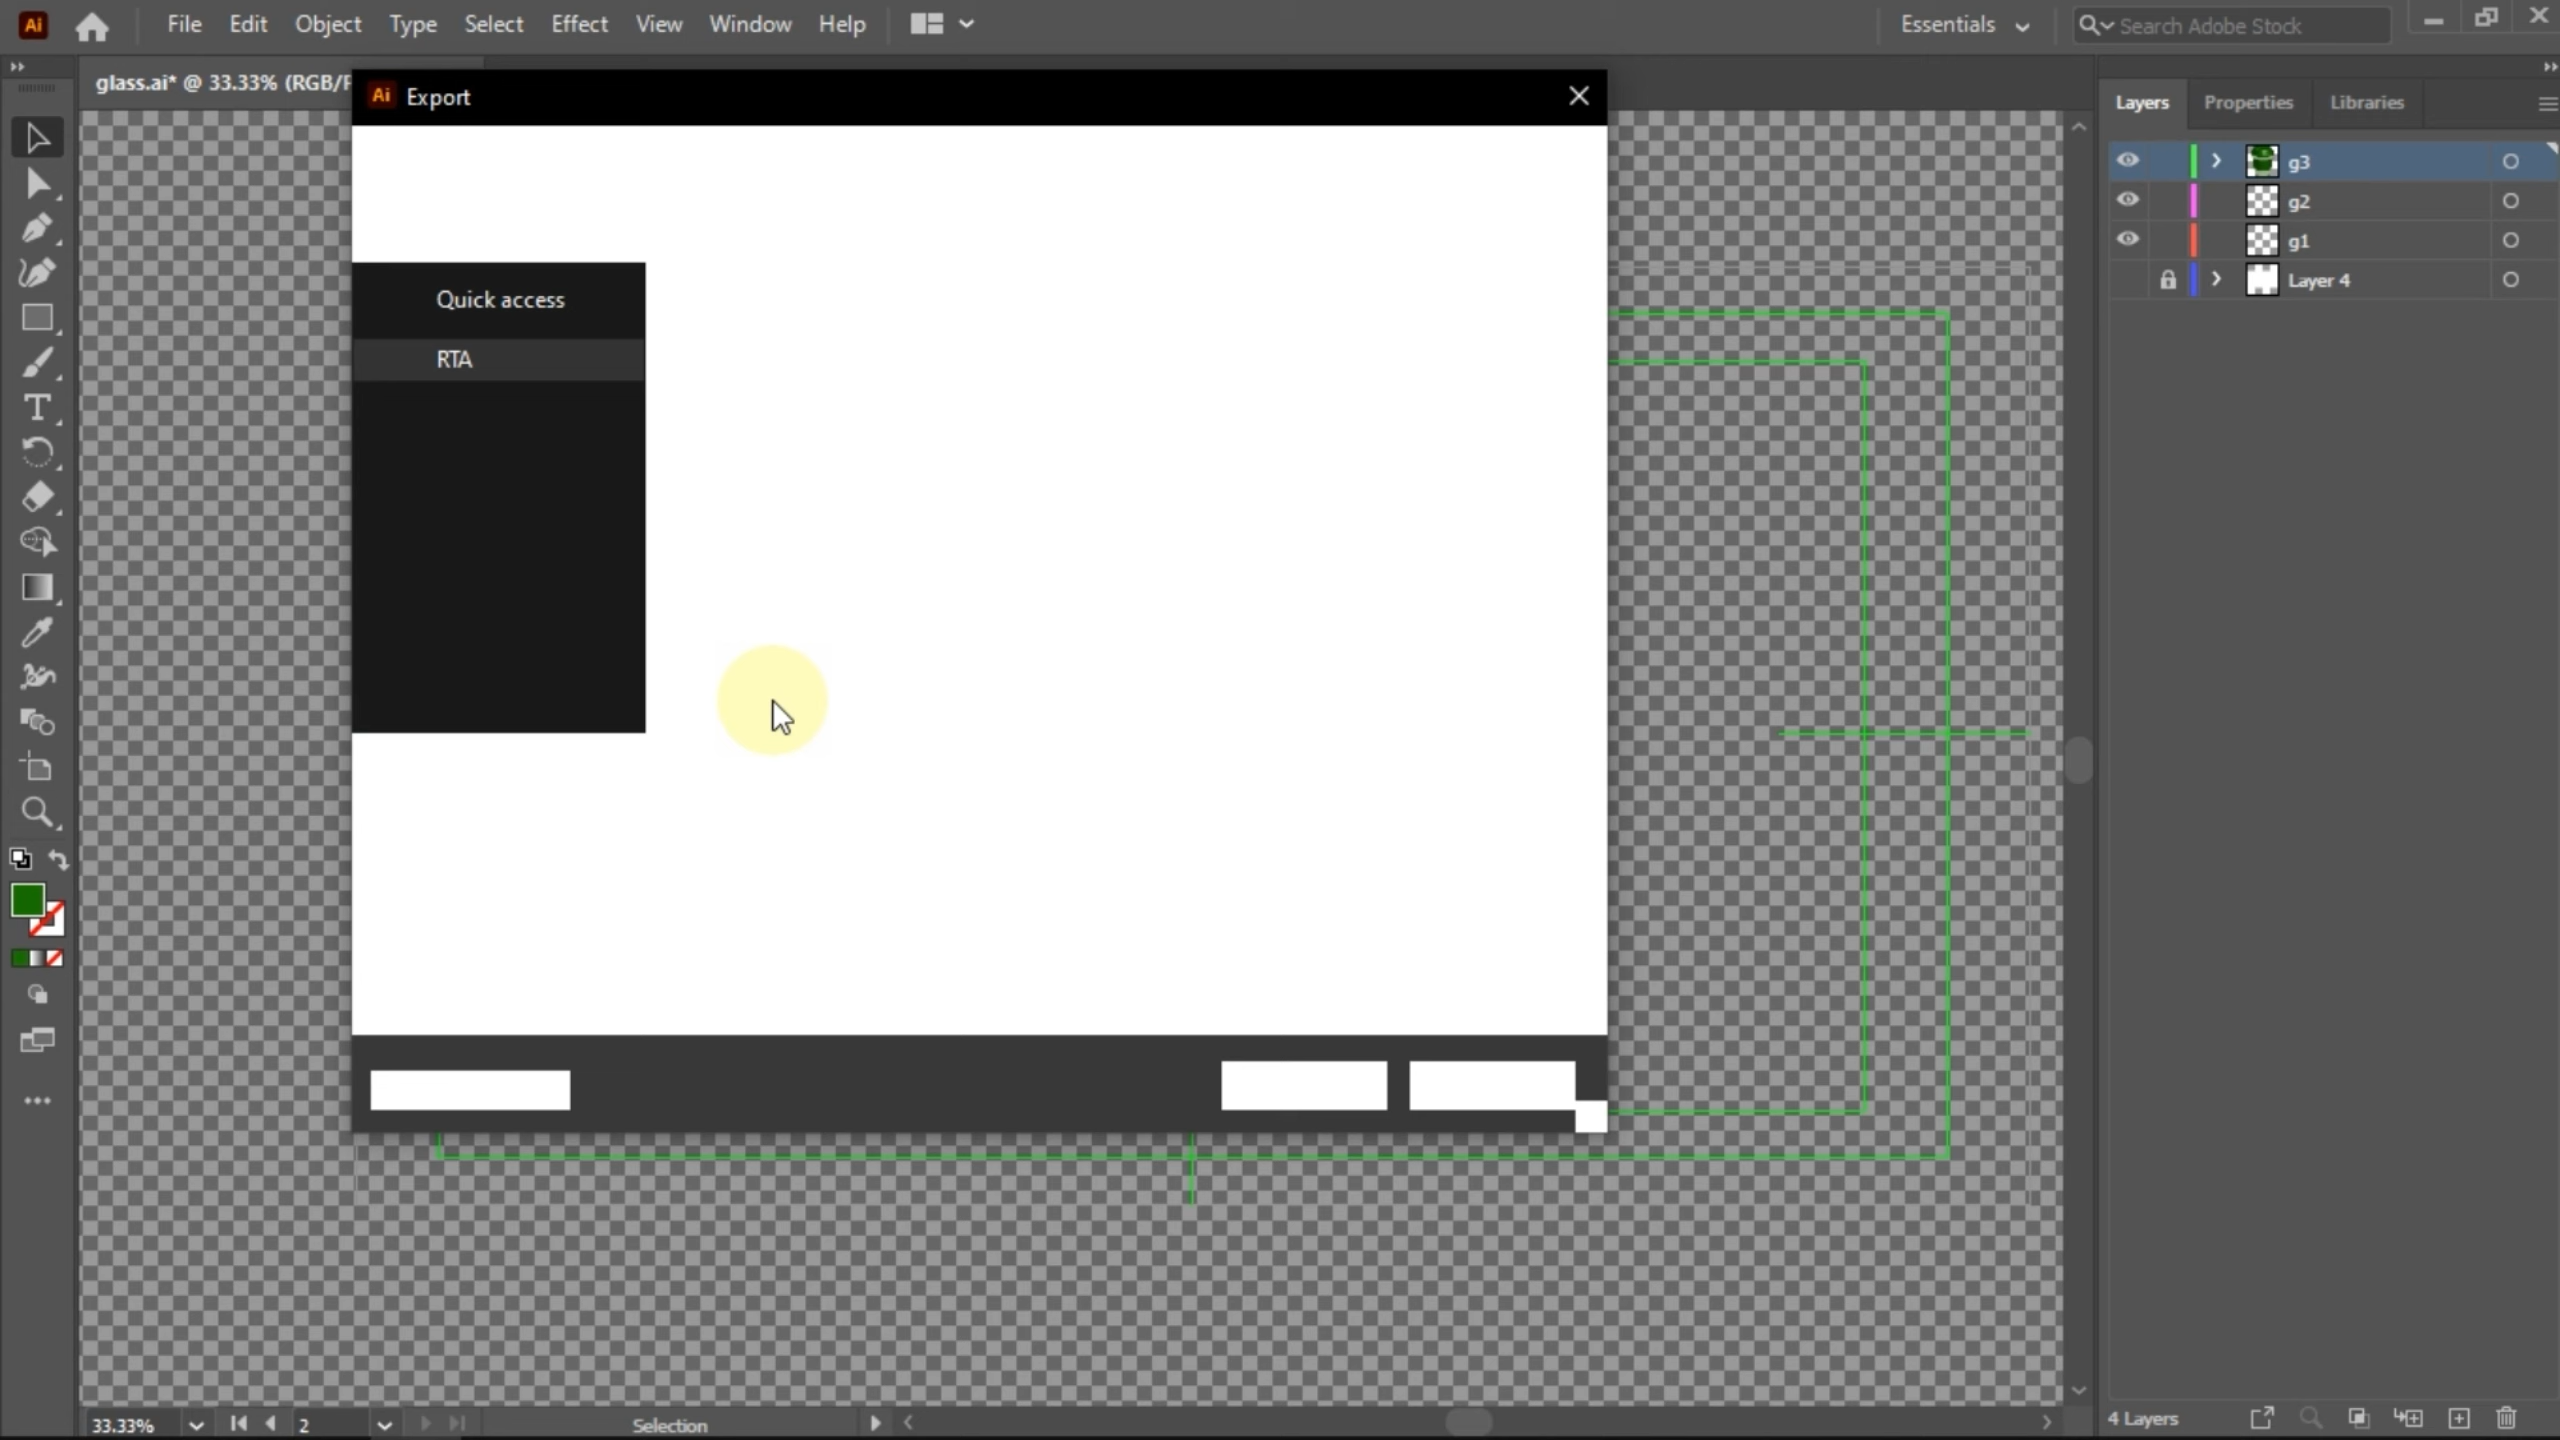 Ai File Edit Object Type Select Effect View Window Help Essentials Search Adobe Stock
glass.ai* @ 33.33% (RGB/
Ai Export
Layers Properties Libraries
g3
g2
g1
Layer 4
Quick access
RTA
33.33% 2 Selection
4 Layers